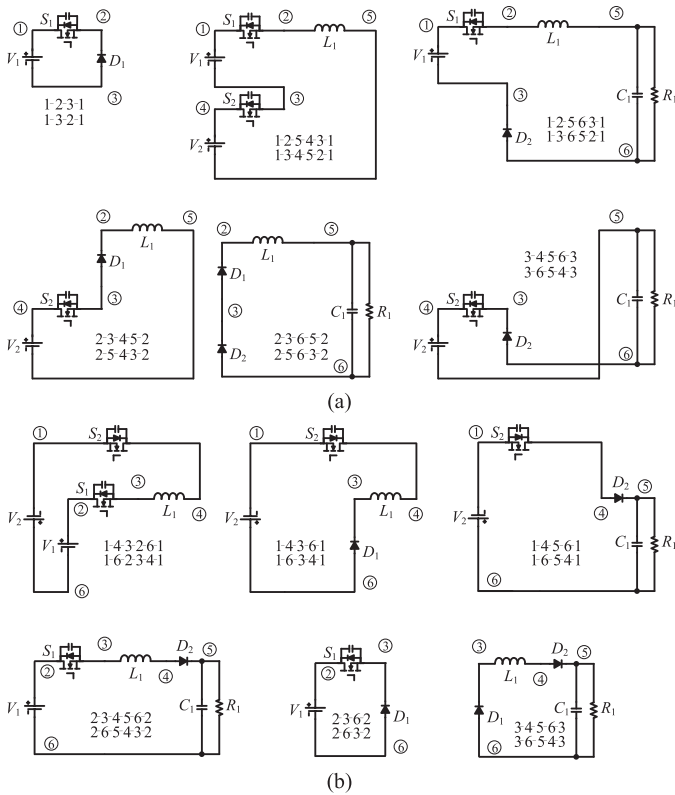 ① S₁ ②
V₁ D₁
③
1-2-3-1
1-3-2-1
① S₁ ② ⑤
V₁ L₁
④ S₂ ③
V₂
1-2-5-4-3-1
1-3-4-5-2-1
① S₁ ② ⑤
V₁ L₁
③ C₁ R₁
D₂
1-2-5-6-3-1
1-3-6-5-2-1
⑥
② ⑤
L₁
D₁
④ S₂ ③
V₂
2-3-4-5-2
2-5-4-3-2
② ⑤
L₁
D₁
③ C₁ R₁
D₂
2-3-6-5-2
2-5-6-3-2
⑥
⑤
3-4-5-6-3
3-6-5-4-3
④ S₂ ③ C₁ R₁
V₂ D₂
⑥
(a)
① S₂
S₁ ③
② L₁ ④
V₂ V₁
1-4-3-2-6-1
1-6-2-3-4-1
⑥
① S₂
③
L₁ ④
V₂ D₁
1-4-3-6-1
1-6-3-4-1
⑥
① S₂
D₂ ⑤
④
V₂ C₁ R₁
1-4-5-6-1
1-6-5-4-1
⑥
S₁ ③ D₂ ⑤
② L₁ ④
V₁ C₁ R₁
2-3-4-5-6-2
2-6-5-4-3-2
⑥
S₁ ③
②
V₁ D₁
2-3-6-2
2-6-3-2
⑥
③ D₂ ⑤
L₁ ④
D₁ C₁ R₁
3-4-5-6-3
3-6-5-4-3
⑥
(b)